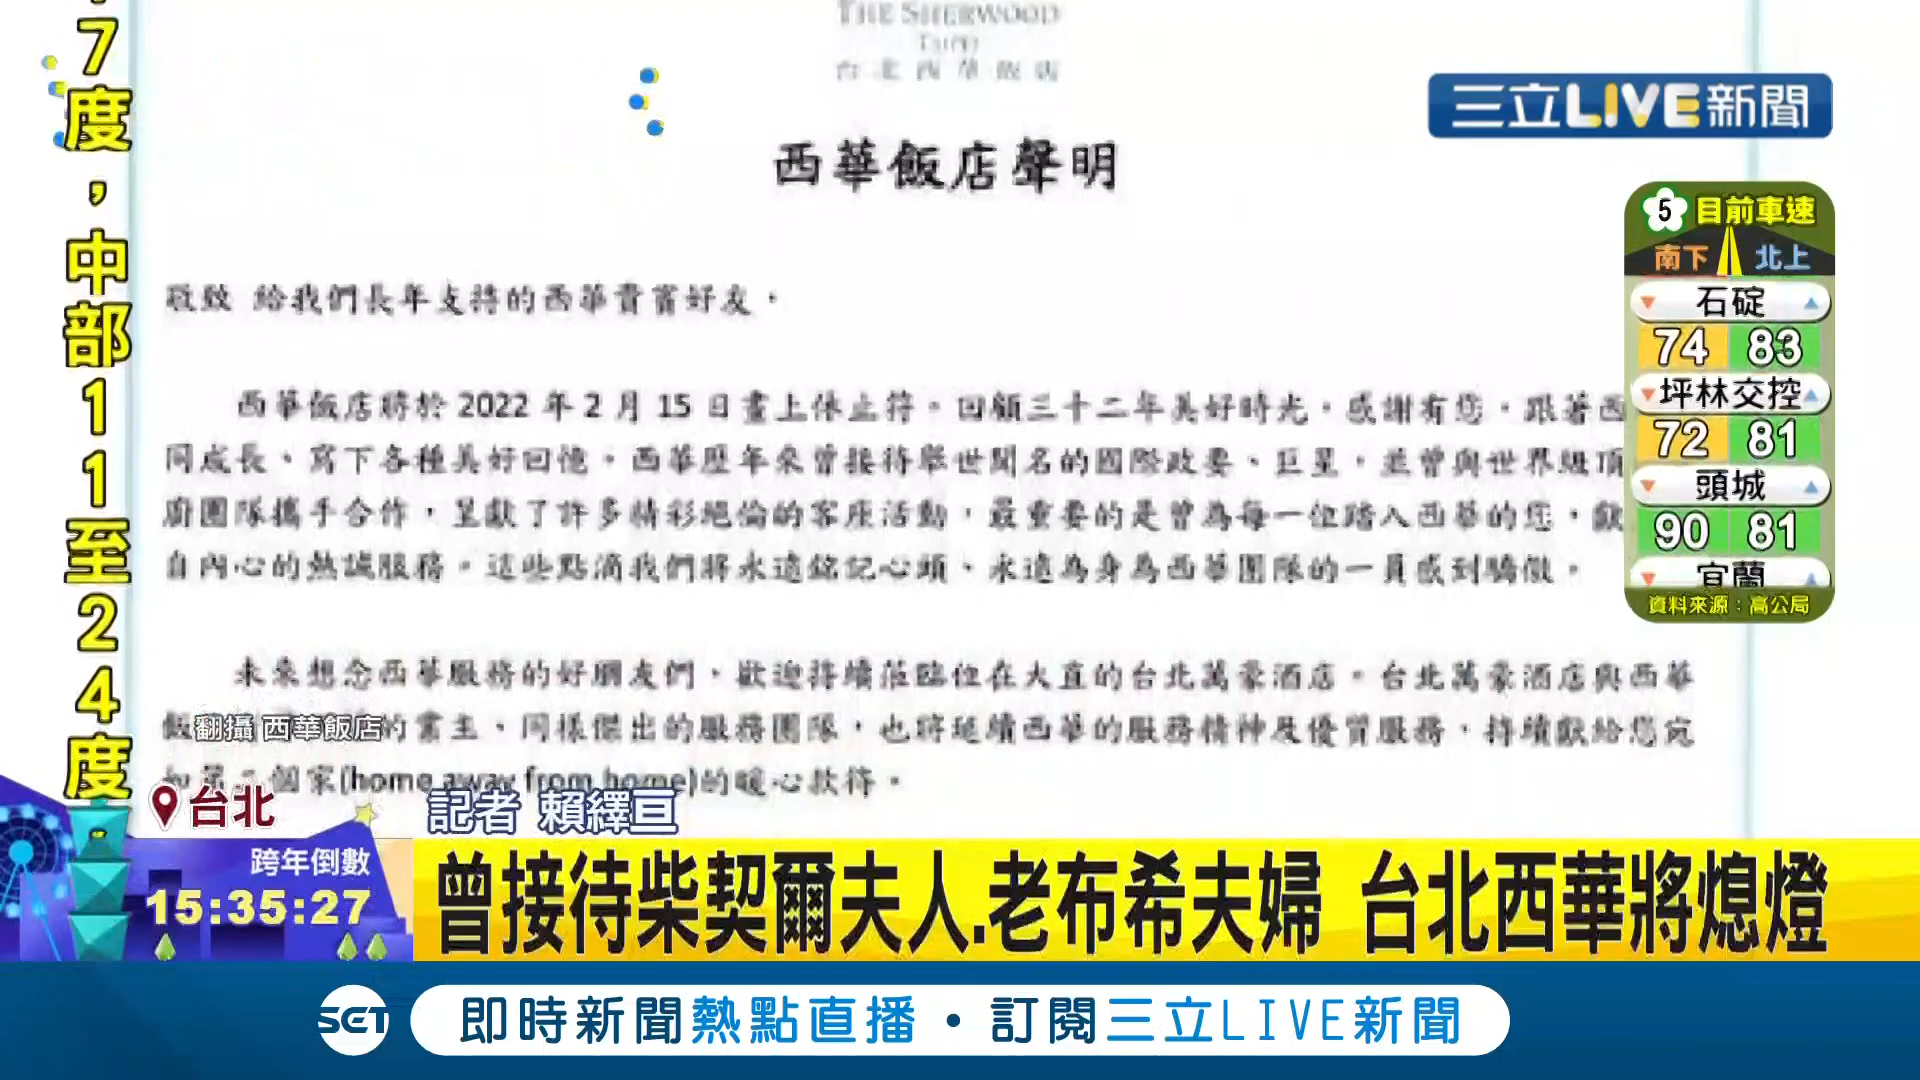 7度，中部11至24度，
THE SHERWOOD
TAIPEI
台北西華飯店
三立LIVE新聞
西華飯店聲明
敬致 給我們長年支持的西華貴賓好友，
西華飯店將於 2022 年 2 月 15 日畫上休止符。回顧三十二年美好時光，感謝有您，跟著西
同成長、寫下各種美好回憶。西華歷年來曾接待舉世聞名的國際政要、巨星，並曾與世界級頂
廚團隊攜手合作，呈獻了許多精彩絕倫的客座活動，最重要的是曾為每一位踏入西華的您，獻
自內心的熱誠服務。這些點滴我們將永遠銘記心頭、永遠為身為西華團隊的一員感到驕傲。
未來想念西華服務的好朋友們，歡迎持續蒞臨位在大直的台北萬豪酒店。台北萬豪酒店與西華
飯 的業主、同樣傑出的服務團隊，也將延續西華的服務精神及優質服務，持續獻給您宛
如第二個家(home away from home)的暖心款待。
翻攝 西華飯店
5 目前車速
南下 北上
石碇
74 83
坪林交控
72 81
頭城
90 81
宜蘭
資料來源：高公局
台北
記者 賴繹亘
跨年倒數
15:35:27
曾接待柴契爾夫人.老布希夫婦 台北西華將熄燈
SET 即時新聞熱點直播・訂閱三立LIVE新聞